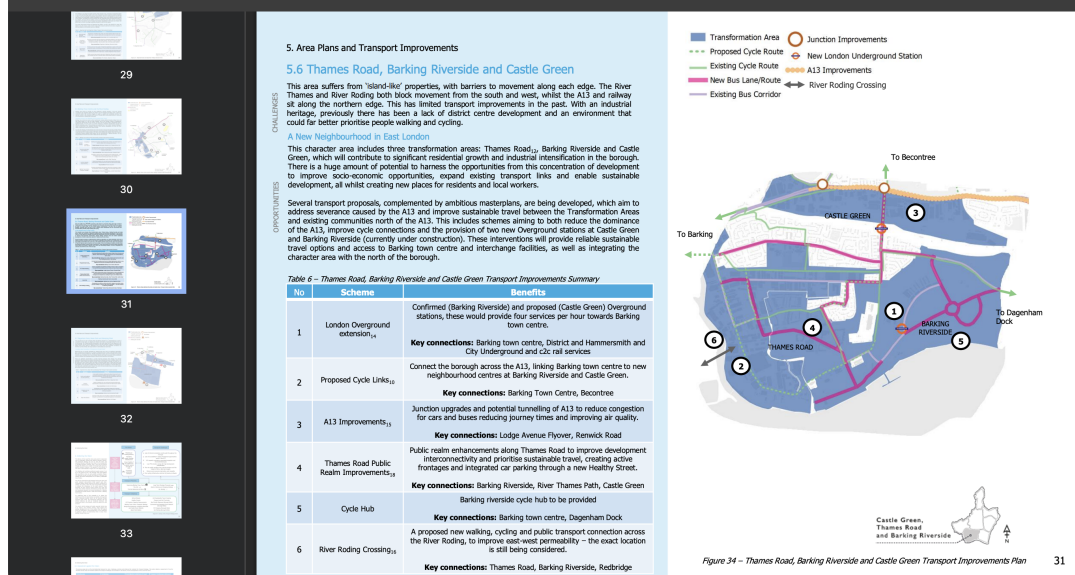 29
30
31
32
33
5. Area Plans and Transport Improvements
5.6 Thames Road, Barking Riverside and Castle Green
CHALLENGES
This area suffers from 'island-like' properties, with barriers to movement along each edge. The River
Thames and River Roding both block movement from the south and west, whilst the A13 and railway
sit along the northern edge. This has limited transport improvements in the past. With an industrial
heritage, previously there has been a lack of district centre development and an environment that
could far better prioritise people walking and cycling.
A New Neighbourhood in East London
OPPORTUNITIES
This character area includes three transformation areas: Thames Road12, Barking Riverside and Castle
Green, which will contribute to significant residential growth and industrial intensification in the borough.
There is a huge amount of potential to harness the opportunities from this concentration of development
to improve socio-economic opportunities, expand existing transport links and enable sustainable
development, all whilst creating new places for residents and local workers.
Several transport proposals, complemented by ambitious masterplans, are being developed, which aim to
address severance caused by the A13 and improve sustainable travel between the Transformation Areas
and existing communities north of the A13. This includes schemes aiming to both reduce the dominance
of the A13, improve cycle connections and the provision of two new Overground stations at Castle Green
and Barking Riverside (currently under construction). These interventions will provide reliable sustainable
travel options and access to Barking town centre and interchange facilities, as well as integrating the
character area with the north of the borough.
Table 6 – Thames Road, Barking Riverside and Castle Green Transport Improvements Summary
No Scheme Benefits
1
London Overground
extension14
Confirmed (Barking Riverside) and proposed (Castle Green) Overground
stations, these would provide four services per hour towards Barking
town centre.
Key connections: Barking town centre, District and Hammersmith and
City Underground and c2c rail services
2
Proposed Cycle Links10
Connect the borough across the A13, linking Barking town centre to new
neighbourhood centres at Barking Riverside and Castle Green.
Key connections: Barking Town Centre, Becontree
3
A13 Improvements15
Junction upgrades and potential tunnelling of A13 to reduce congestion
for cars and buses reducing journey times and improving air quality.
Key connections: Lodge Avenue Flyover, Renwick Road
4
Thames Road Public
Realm Improvements18
Public realm enhancements along Thames Road to improve development
interconnectivity and prioritise sustainable travel, creating active
frontages and integrated car parking through a new Healthy Street.
Key connections: Barking Riverside, River Thames Path, Castle Green
5
Cycle Hub
Barking riverside cycle hub to be provided
Key connections: Barking town centre, Dagenham Dock
6
River Roding Crossing16
A proposed new walking, cycling and public transport connection across
the River Roding, to improve east-west permeability – the exact location
is still being considered.
Key connections: Thames Road, Barking Riverside, Redbridge
Transformation Area
Proposed Cycle Route
Existing Cycle Route
New Bus Lane/Route
Existing Bus Corridor
Junction Improvements
New London Underground Station
A13 Improvements
River Roding Crossing
To Becontree
3
CASTLE GREEN
To Barking
To Dagenham
Dock
1
BARKING
RIVERSIDE
4
5
6
THAMES ROAD
2
Castle Green,
Thames Road
and Barking Riverside
N
Figure 34 – Thames Road, Barking Riverside and Castle Green Transport Improvements Plan
31